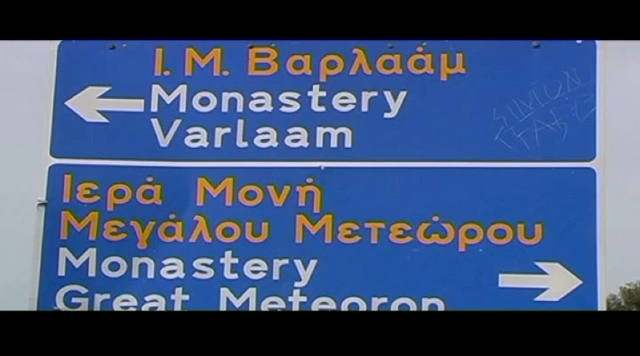 Ι. Μ. Βαρλαάμ
Monastery
Varlaam
Ιερά Μονή
Μεγάλου Μετεώρου
Monastery
Great Meteoron